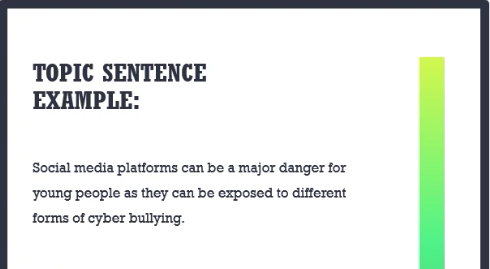 TOPIC SENTENCE
EXAMPLE:
Social media platforms can be a major danger for
young people as they can be exposed to different
forms of cyber bullying.